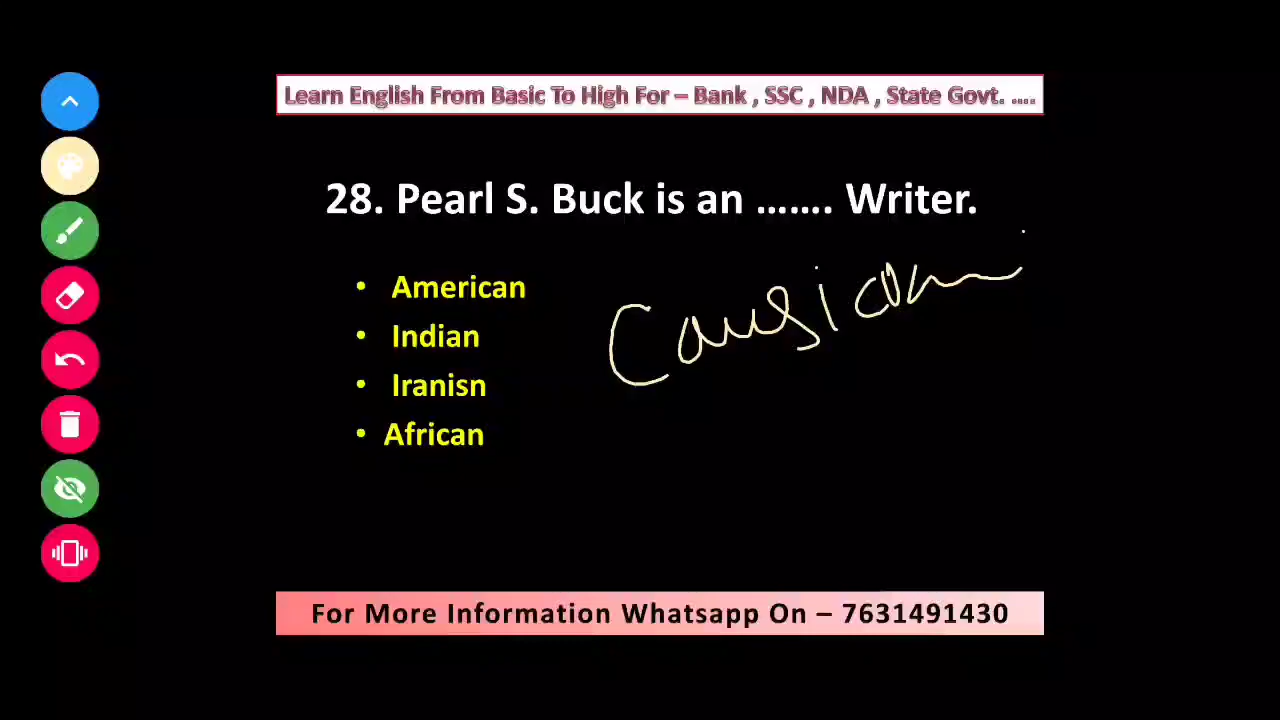 Learn English From Basic To High For – Bank , SSC , NDA , State Govt. ....
28. Pearl S. Buck is an ....... Writer.
• American
• Indian
• Iranisn
• African
For More Information Whatsapp On – 7631491430